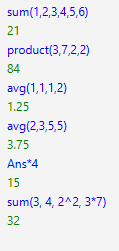 sum(1,2,3,4,5,6)
21
product(3,7,2,2)
84
avg(1,1,1,2)
1.25
avg(2,3,5,5)
3.75
Ans*4
15
sum(3, 4, 2^2, 3*7)
32